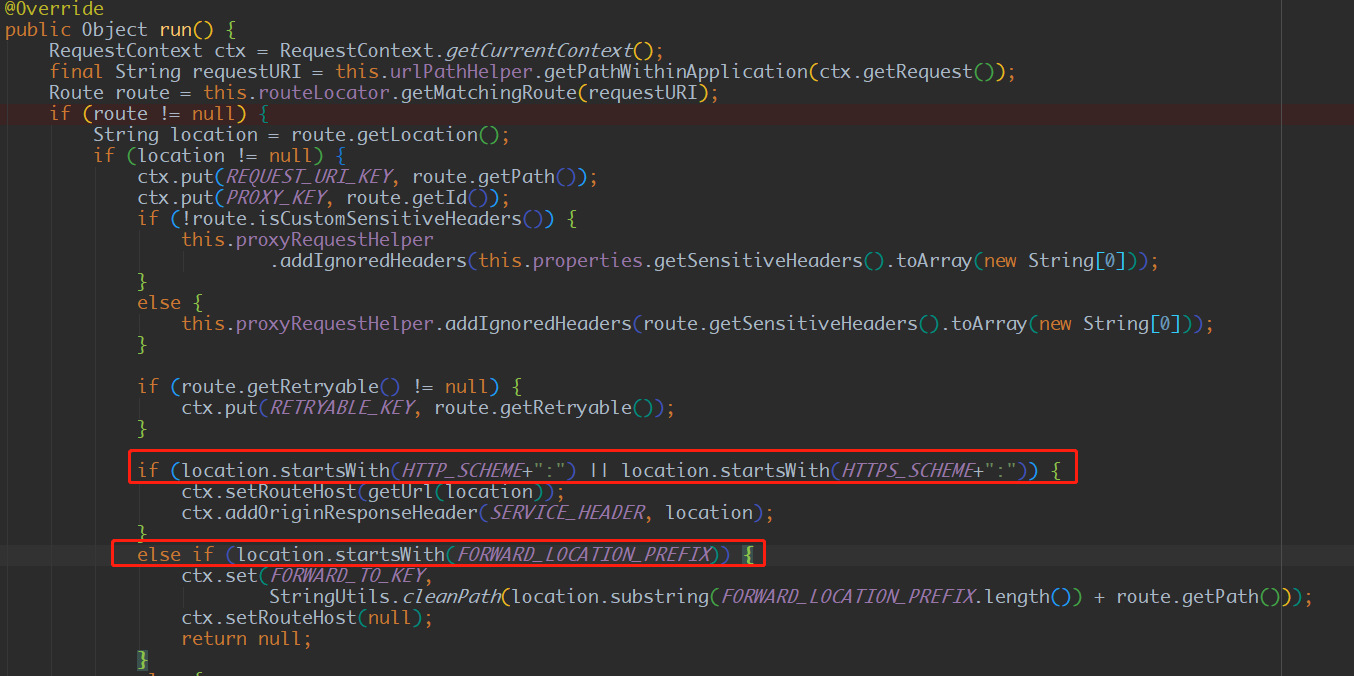 @Override
public Object run() {
    RequestContext ctx = RequestContext.getCurrentContext();
    final String requestURI = this.urlPathHelper.getPathWithinApplication(ctx.getRequest());
    Route route = this.routeLocator.getMatchingRoute(requestURI);
    if (route != null) {
        String location = route.getLocation();
        if (location != null) {
            ctx.put(REQUEST_URI_KEY, route.getPath());
            ctx.put(PROXY_KEY, route.getId());
            if (!route.isCustomSensitiveHeaders()) {
                this.proxyRequestHelper
                        .addIgnoredHeaders(this.properties.getSensitiveHeaders().toArray(new String[0]));
            }
            else {
                this.proxyRequestHelper.addIgnoredHeaders(route.getSensitiveHeaders().toArray(new String[0]));
            }

            if (route.getRetryable() != null) {
                ctx.put(RETRYABLE_KEY, route.getRetryable());
            }

            if (location.startsWith(HTTP_SCHEME+":") || location.startsWith(HTTPS_SCHEME+":")) {
                ctx.setRouteHost(getUrl(location));
                ctx.addOriginResponseHeader(SERVICE_HEADER, location);
            }
            else if (location.startsWith(FORWARD_LOCATION_PREFIX)) {
                ctx.set(FORWARD_TO_KEY,
                        StringUtils.cleanPath(location.substring(FORWARD_LOCATION_PREFIX.length()) + route.getPath()));
                ctx.setRouteHost(null);
                return null;
            }